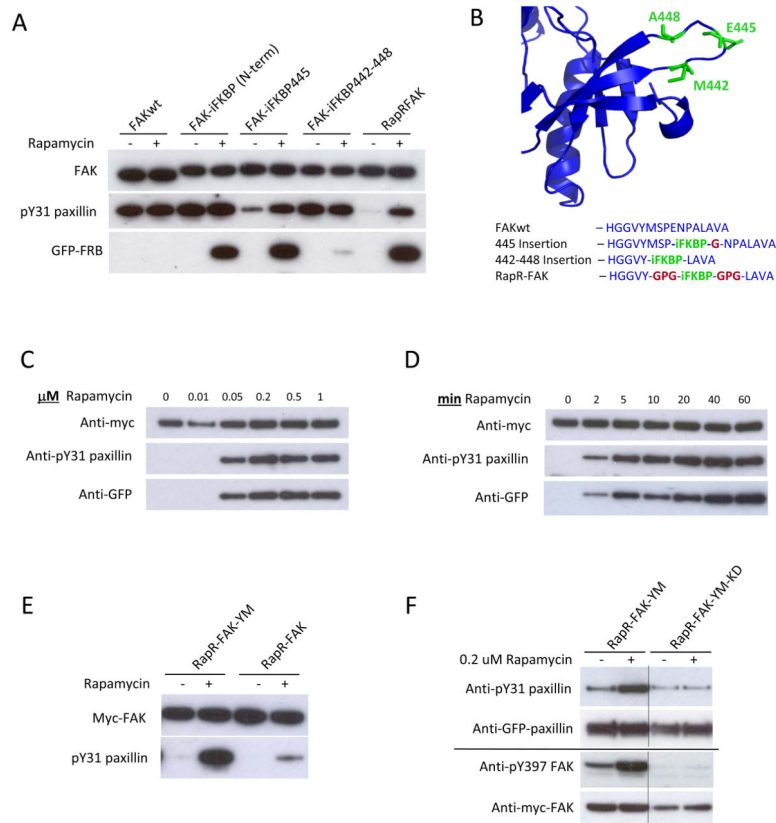 A
FAKwt
FAK-iFKBP (N-term)
FAK-iFKBP445
FAK-iFKBP442-448
RapRFAK
Rapamycin - + - + - + - + - +
FAK
pY31 paxillin
GFP-FRB
B
A448
E445
M442
FAKwt – HGGVYMSPENPALAVA
445 Insertion – HGGVYMSP-iFKBP-G-NPALAVA
442-448 Insertion – HGGVY-iFKBP-LAVA
RapR-FAK – HGGVY-GPG-iFKBP-GPG-LAVA
C
μM Rapamycin 0 0.01 0.05 0.2 0.5 1
Anti-myc
Anti-pY31 paxillin
Anti-GFP
D
min Rapamycin 0 2 5 10 20 40 60
Anti-myc
Anti-pY31 paxillin
Anti-GFP
E
RapR-FAK-YM
RapR-FAK
Rapamycin - + - +
Myc-FAK
pY31 paxillin
F
RapR-FAK-YM
RapR-FAK-YM-KD
0.2 uM Rapamycin - + - +
Anti-pY31 paxillin
Anti-GFP-paxillin
Anti-pY397 FAK
Anti-myc-FAK